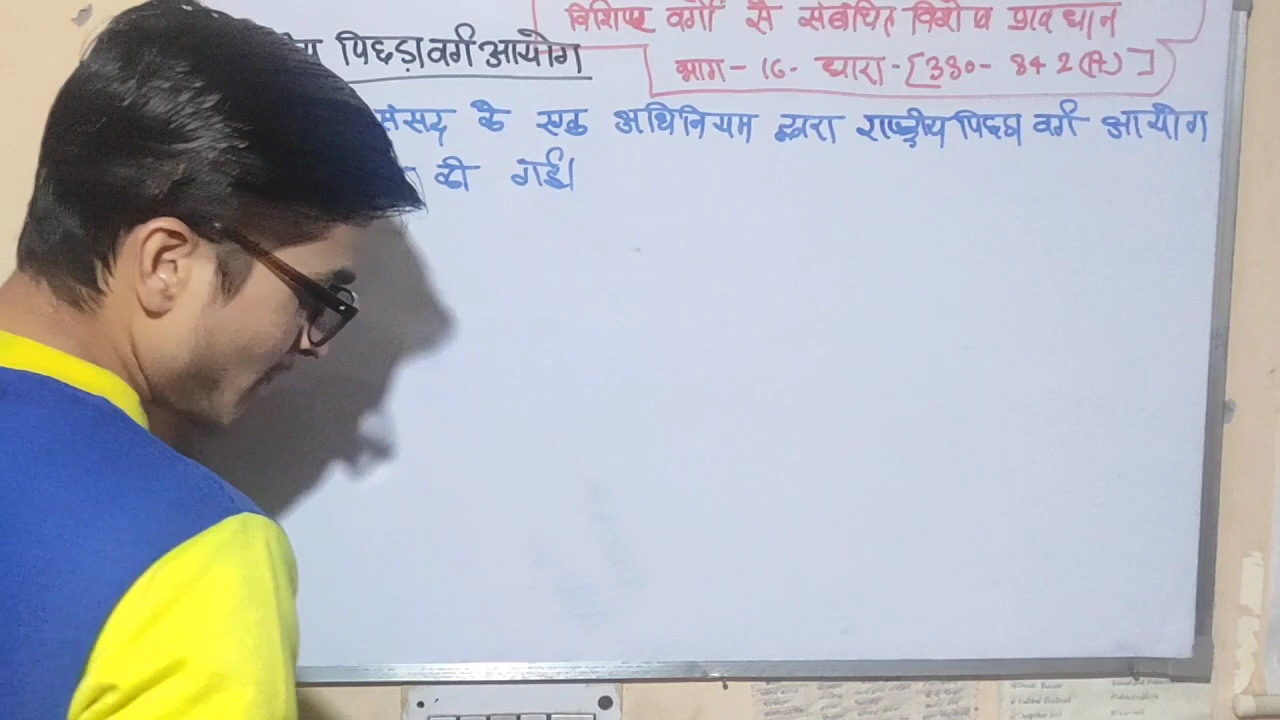 विशिष्ट वर्गों से संबंधित विशेष प्रावधान
भाग - 16 - धारा - [330 - 342 (A)]
पिछड़ा वर्ग आयोग
संसद के एक अधिनियम द्वारा राष्ट्रीय पिछड़ा वर्ग आयोग
की गई।